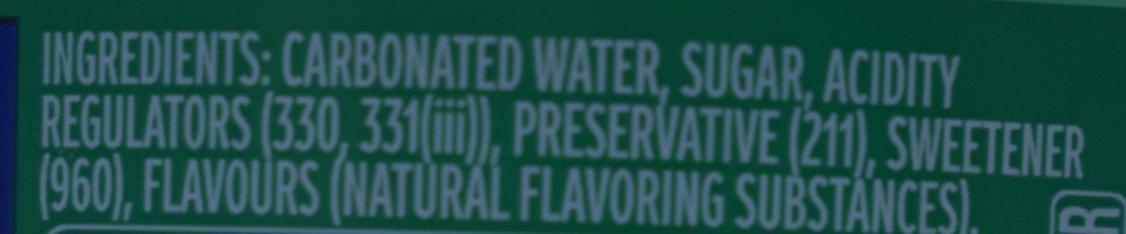 INGREDIENTS: CARBONATED WATER, SUGAR, ACIDITY
REGULATORS (330, 331(iii)), PRESERVATIVE (211), SWEETENER
(960), FLAVOURS (NATURAL FLAVORING SUBSTANCES).
R